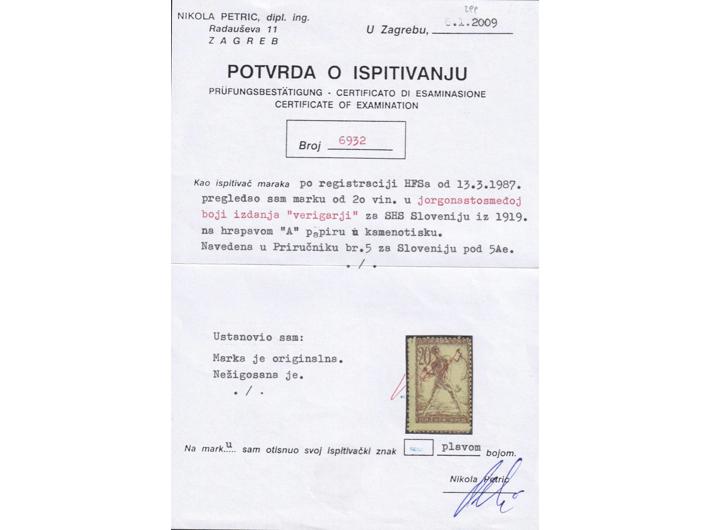 NIKOLA PETRIC, dipl. ing.
Radauševa 11
ZAGREB
U Zagrebu, 6.1.2009
POTVRDA O ISPITIVANJU
PRÜFUNGSBESTÄTIGUNG - CERTIFICATO DI ESAMINASIONE
CERTIFICATE OF EXAMINATION
Broj 6932
Kao ispitivač maraka po registraciji HFSa od 13.3.1987.
pregledao sam marku od 2o vin. u jorgonastosmeđoj
boji izdanja "verigarji" za SHS Sloveniju iz 1919.
na hrapavom "A" papiru u kamenotisku.
Navedena u Priručniku br.5 za Sloveniju pod 5Ae.
./.
Ustanovio sam:
Marka je originalna.
Nežigosana je.
./.
20
Na marku sam otisnuo svoj ispitivački znak plavom bojom.
Nikola Petric